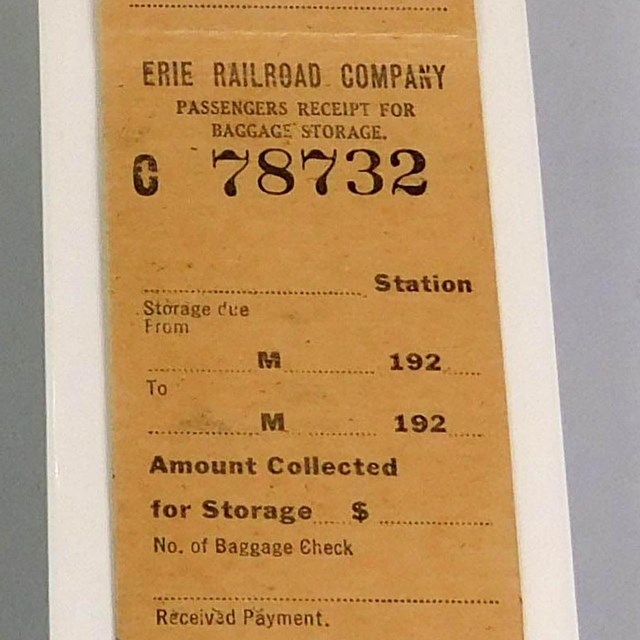 ERIE RAILROAD COMPANY
PASSENGERS RECEIPT FOR
BAGGAGE STORAGE.
C 78732
Station
Storage due
From
M 192
To
M 192
Amount Collected
for Storage $
No. of Baggage Check
Received Payment.